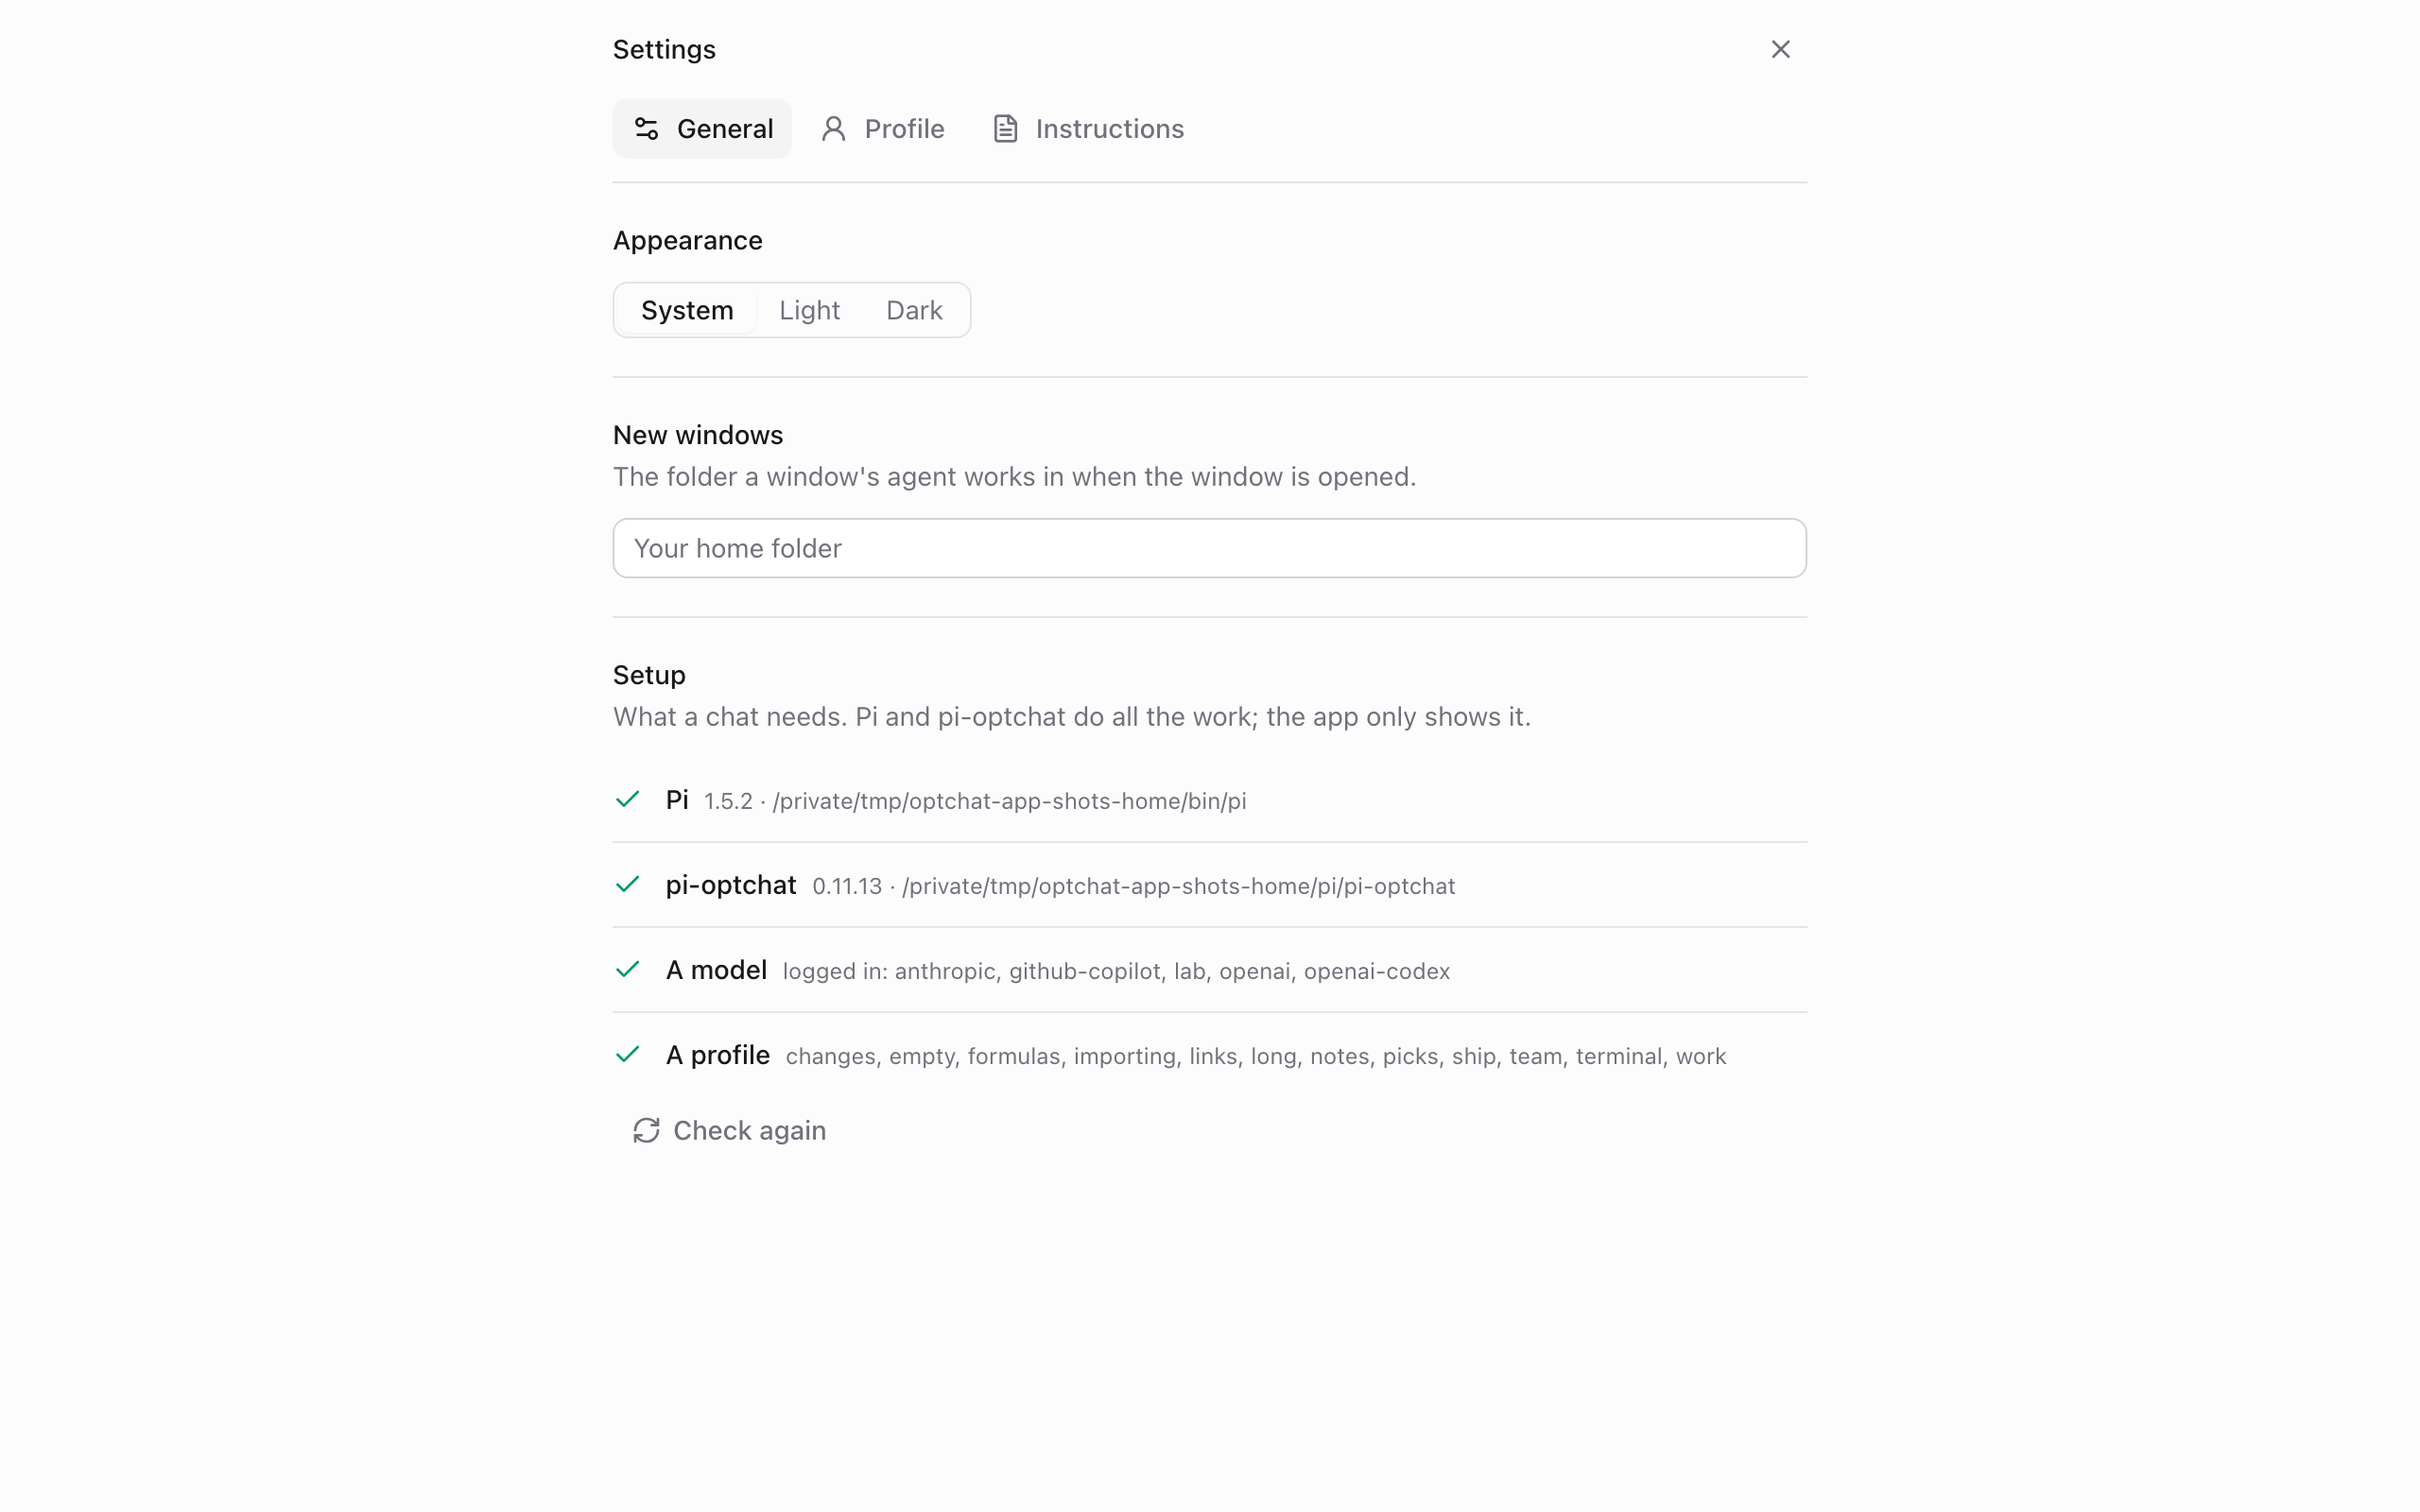 Settings
General Profile Instructions
Appearance
System Light Dark
New windows
The folder a window's agent works in when the window is opened.
Your home folder
Setup
What a chat needs. Pi and pi-optchat do all the work; the app only shows it.
Pi 1.5.2 · /private/tmp/optchat-app-shots-home/bin/pi
pi-optchat 0.11.13 · /private/tmp/optchat-app-shots-home/pi/pi-optchat
A model logged in: anthropic, github-copilot, lab, openai, openai-codex
A profile changes, empty, formulas, importing, links, long, notes, picks, ship, team, terminal, work
Check again